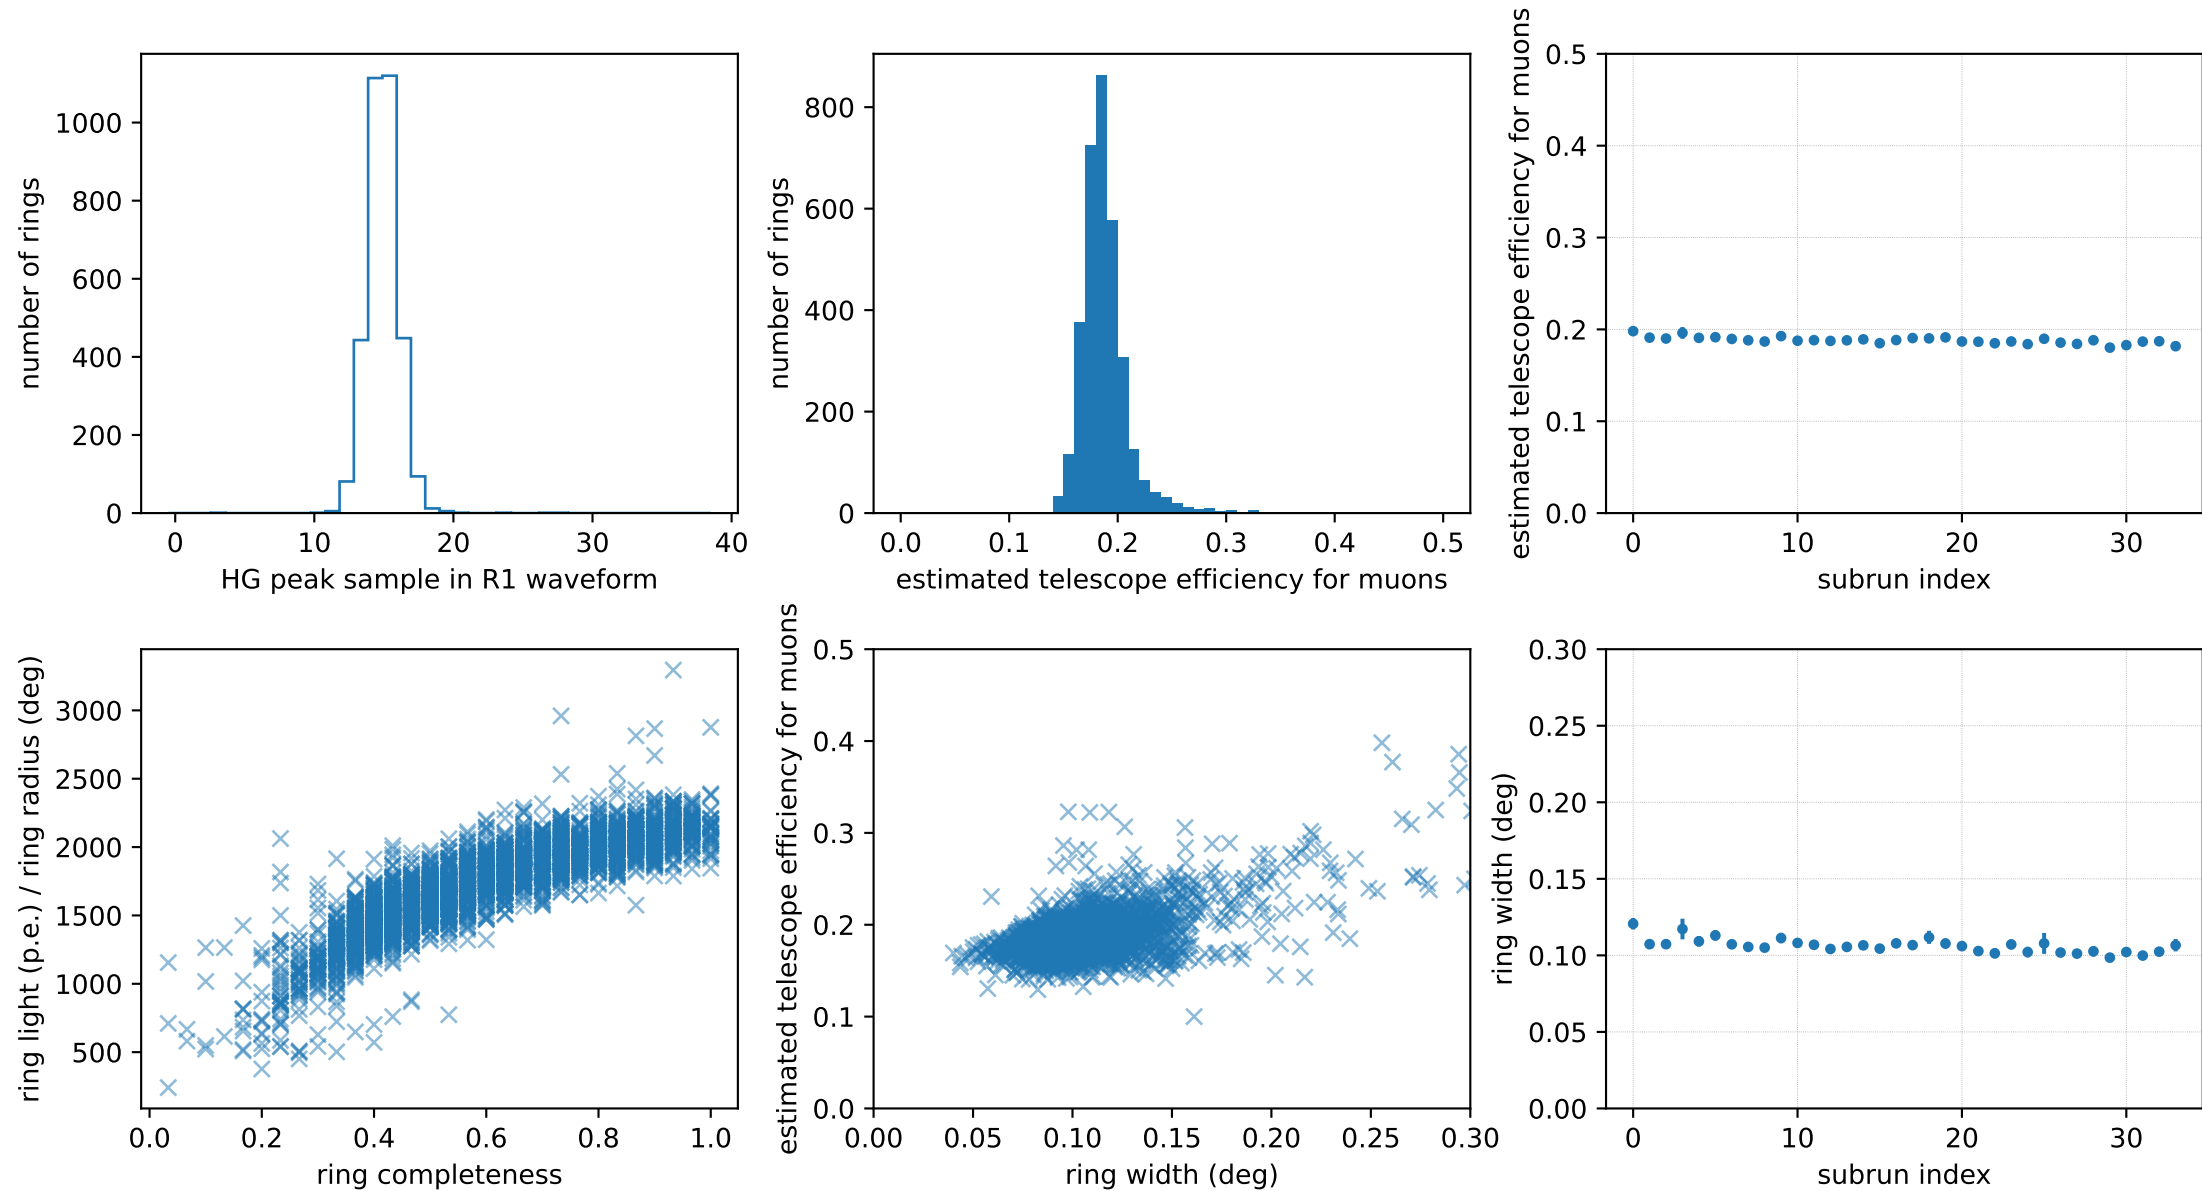 number of rings
1000
800
600
400
200
0
0 10 20 30 40
HG peak sample in R1 waveform
number of rings
800
600
400
200
0
0.0 0.1 0.2 0.3 0.4 0.5
estimated telescope efficiency for muons
estimated telescope efficiency for muons
0.5
0.4
0.3
0.2
0.1
0.0
0 10 20 30
subrun index
ring light (p.e.) / ring radius (deg)
3000
2500
2000
1500
1000
500
0.0 0.2 0.4 0.6 0.8 1.0
ring completeness
estimated telescope efficiency for muons
0.5
0.4
0.3
0.2
0.1
0.0
0.00 0.05 0.10 0.15 0.20 0.25 0.30
ring width (deg)
ring width (deg)
0.30
0.25
0.20
0.15
0.10
0.05
0.00
0 10 20 30
subrun index